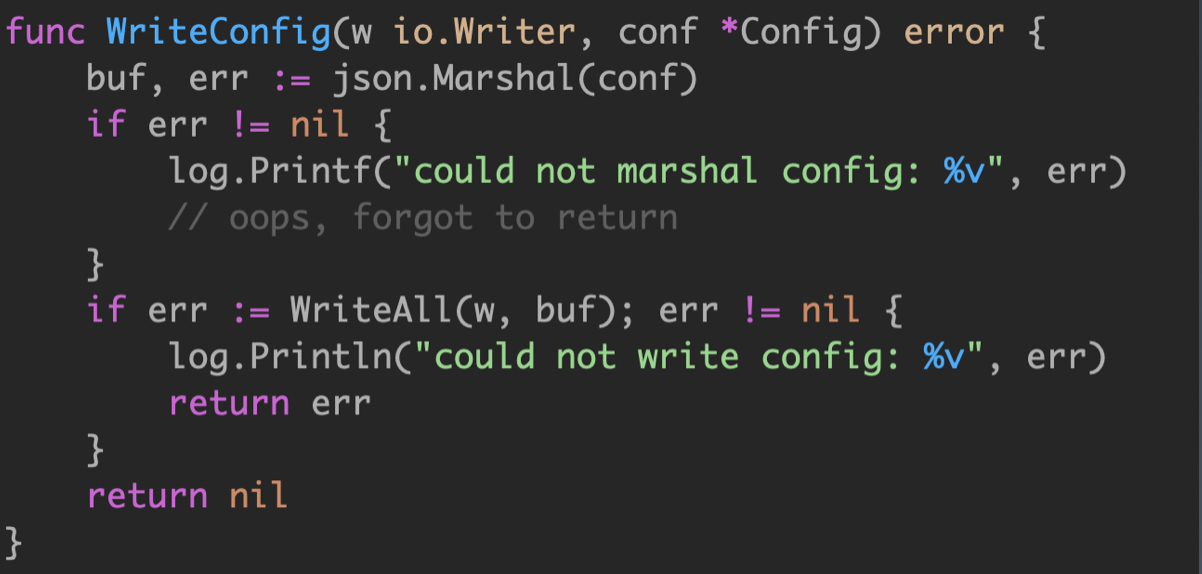 func WriteConfig(w io.Writer, conf *Config) error {
    buf, err := json.Marshal(conf)
    if err != nil {
        log.Printf("could not marshal config: %v", err)
        // oops, forgot to return
    }
    if err := WriteAll(w, buf); err != nil {
        log.Println("could not write config: %v", err)
        return err
    }
    return nil
}